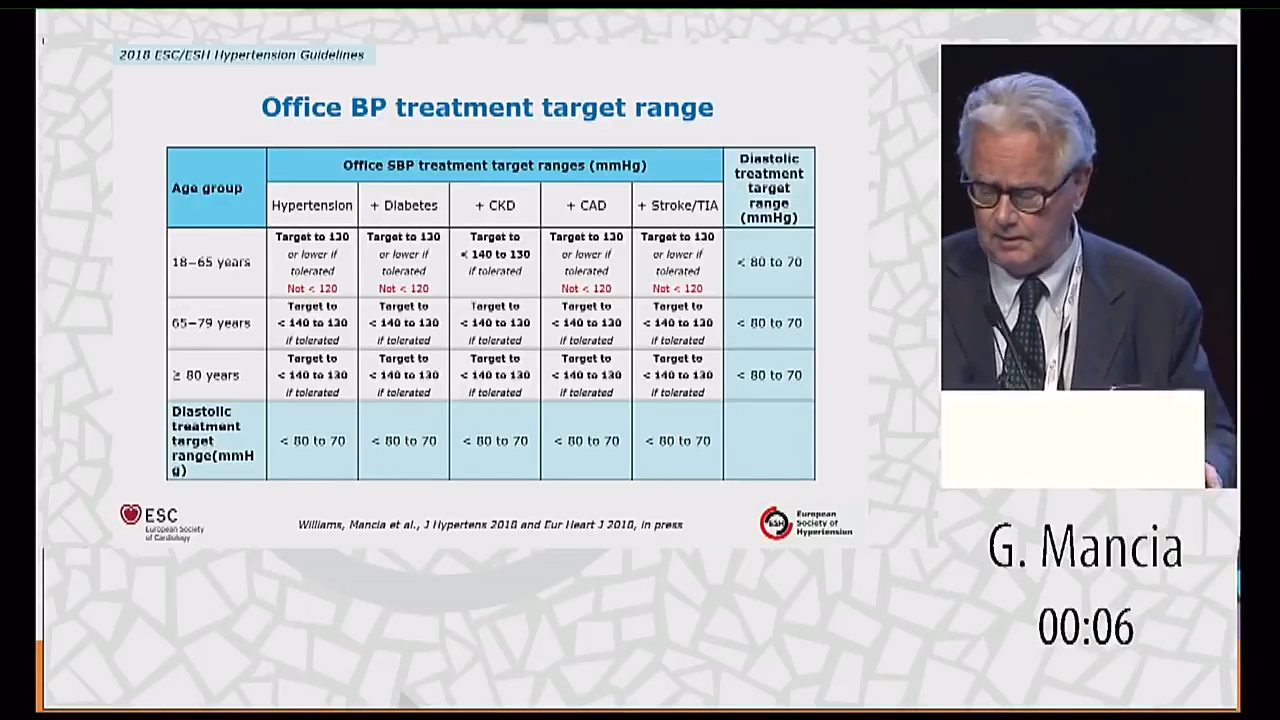 2018 ESC/ESH Hypertension Guidelines
Office BP treatment target range
Age group
Office SBP treatment target ranges (mmHg)
Diastolic
treatment
target
range
(mmHg)
Hypertension
+ Diabetes
+ CKD
+ CAD
+ Stroke/TIA
18-65 years
Target to 130
or lower if
tolerated
Not < 120
Target to 130
or lower if
tolerated
Not < 120
Target to
< 140 to 130
if tolerated
Target to 130
or lower if
tolerated
Not < 120
Target to 130
or lower if
tolerated
Not < 120
< 80 to 70
65-79 years
Target to
< 140 to 130
if tolerated
Target to
< 140 to 130
if tolerated
Target to
< 140 to 130
if tolerated
Target to
< 140 to 130
if tolerated
Target to
< 140 to 130
if tolerated
< 80 to 70
≥ 80 years
Target to
< 140 to 130
if tolerated
Target to
< 140 to 130
if tolerated
Target to
< 140 to 130
if tolerated
Target to
< 140 to 130
if tolerated
Target to
< 140 to 130
if tolerated
< 80 to 70
Diastolic
treatment
target
range(mmH
g)
< 80 to 70
< 80 to 70
< 80 to 70
< 80 to 70
< 80 to 70
ESC
European Society
of Cardiology
Williams, Mancia et al., J Hypertens 2018 and Eur Heart J 2018, in press
ESH
European
Society of
Hypertension
G. Mancia
00:06